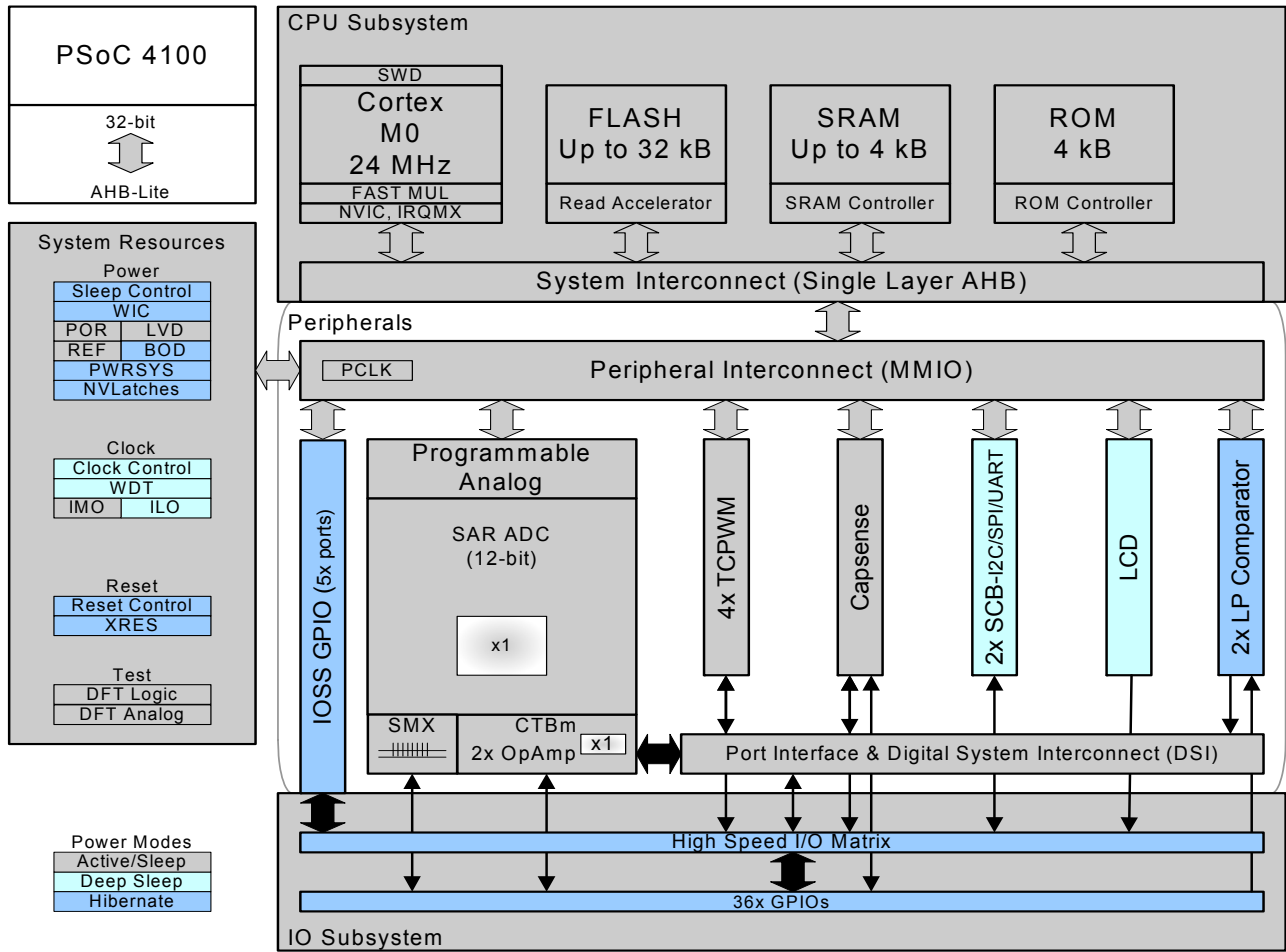 PSoC 4100
32-bit
AHB-Lite
CPU Subsystem
SWD
Cortex
M0
24 MHz
FAST MUL
NVIC, IRQMX
FLASH
Up to 32 kB
Read Accelerator
SRAM
Up to 4 kB
SRAM Controller
ROM
4 kB
ROM Controller
System Interconnect (Single Layer AHB)
System Resources
Power
Sleep Control
WIC
POR
LVD
REF
BOD
PWRSYS
NVLatches
Clock
Clock Control
WDT
IMO
ILO
Reset
Reset Control
XRES
Test
DFT Logic
DFT Analog
Peripherals
PCLK
Peripheral Interconnect (MMIO)
IOSS GPIO (5x ports)
Programmable
Analog
SAR ADC
(12-bit)
x1
SMX
CTBm
2x OpAmp
x1
4x TCPWM
Capsense
2x SCB-I2C/SPI/UART
LCD
2x LP Comparator
Port Interface & Digital System Interconnect (DSI)
Power Modes
Active/Sleep
Deep Sleep
Hibernate
High Speed I/O Matrix
36x GPIOs
IO Subsystem